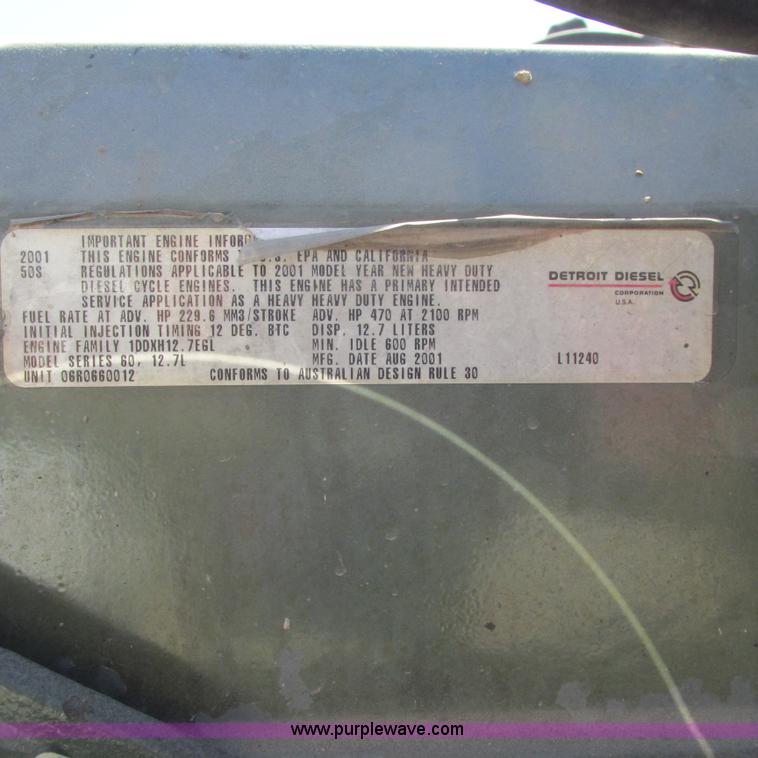 IMPORTANT ENGINE
2001 THIS ENGINE CONFORMS EPA AND CALIFORNIA
50S REGULATIONS APPLICABLE TO 2001 MODEL YEAR NEW HEAVY DUTY
DIESEL CYCLE ENGINES. THIS ENGINE HAS A PRIMARY INTENDED
SERVICE APPLICATION AS A HEAVY HEAVY DUTY ENGINE.
FUEL RATE AT ADV. HP 229.6 MM3/STROKE ADV. HP 470 AT 2100 RPM
INITIAL INJECTION TIMING 12 DEG. BTC DISP. 12.7 LITERS
ENGINE FAMILY 1DDXH12.7EGL MIN. IDLE 600 RPM
MODEL SERIES 60, 12.7L MFG. DATE AUG 2001 L11240
UNIT 06R0660012 CONFORMS TO AUSTRALIAN DESIGN RULE 30
DETROIT DIESEL
CORPORATION
U.S.A.
www.purplewave.com